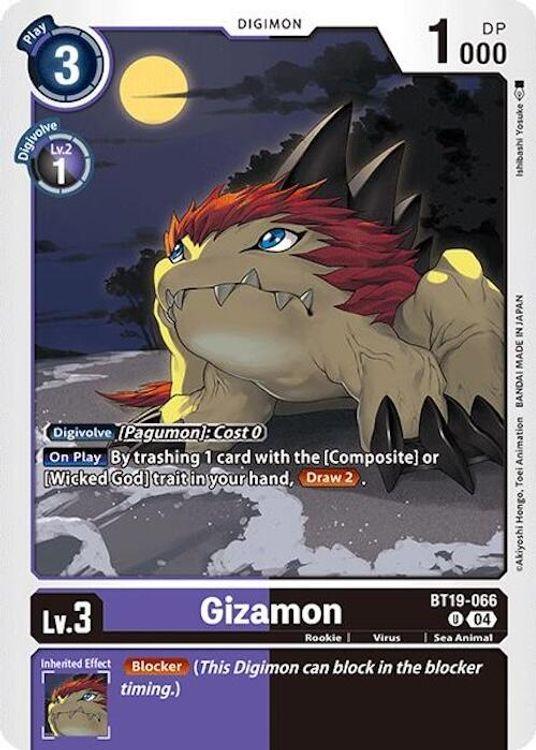 Play
3
DIGIMON
1000
DP
Digivolve
Lv.2
1
Ishibashi Yosuke
Digivolve [Pagumon]: Cost 0
On Play By trashing 1 card with the [Composite] or
[Wicked God] trait in your hand, Draw 2 .
©Akiyoshi Hongo, Toei Animation BANDAI MADE IN JAPAN
Lv.3
Gizamon
BT19-066
U 04
Rookie | Virus | Sea Animal
Inherited Effect
Blocker (This Digimon can block in the blocker
timing.)